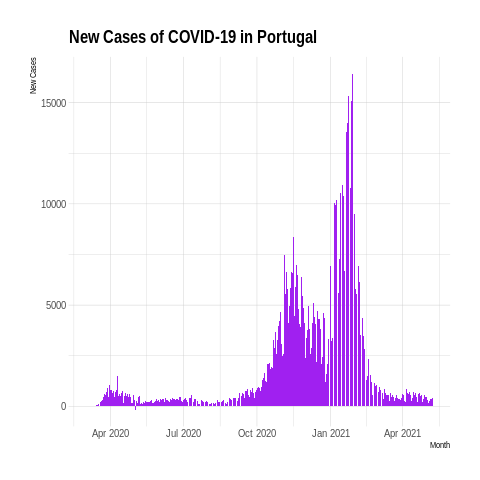 New Cases of COVID-19 in Portugal
New Cases
15000
10000
5000
0
Apr 2020 Jul 2020 Oct 2020 Jan 2021 Apr 2021
Month